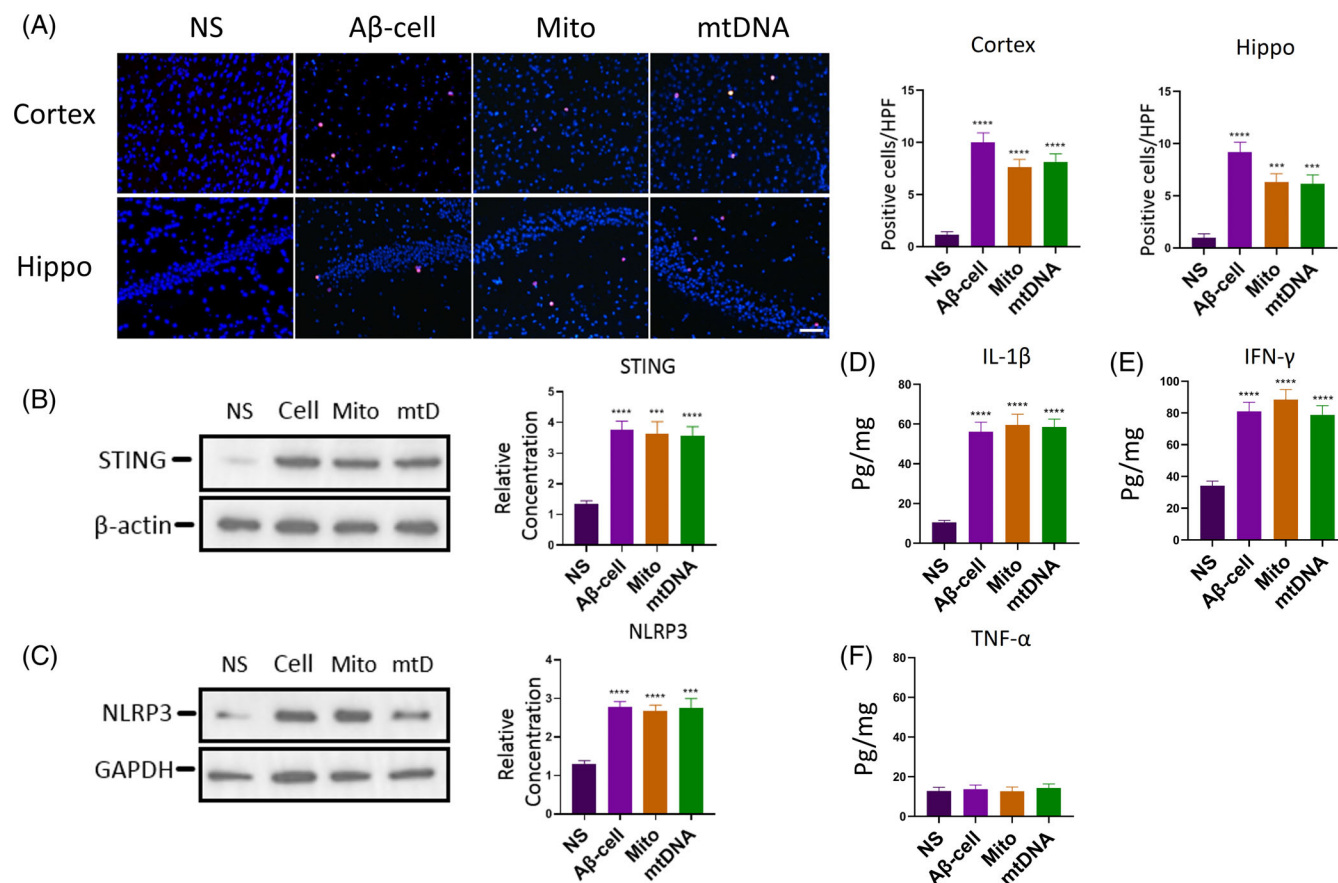 (A)
NS Aβ-cell Mito mtDNA
Cortex
Hippo
Cortex
Positive cells/HPF
15
10
5
0
**** **** ****
NS Aβ-cell Mito mtDNA
Hippo
Positive cells/HPF
15
10
5
0
**** *** ***
NS Aβ-cell Mito mtDNA
(B)
NS Cell Mito mtD
STING
β-actin
STING
Relative
Concentration
5
4
3
2
1
0
**** *** ****
NS Aβ-cell Mito mtDNA
(D)
IL-1β
Pg/mg
80
60
40
20
0
**** **** ****
NS Aβ-cell Mito mtDNA
(E)
IFN-γ
Pg/mg
100
80
60
40
20
0
**** **** ****
NS Aβ-cell Mito mtDNA
(C)
NS Cell Mito mtD
NLRP3
GAPDH
NLRP3
Relative
Concentration
4
3
2
1
0
**** **** ***
NS Aβ-cell Mito mtDNA
(F)
TNF-α
Pg/mg
80
60
40
20
0
NS Aβ-cell Mito mtDNA